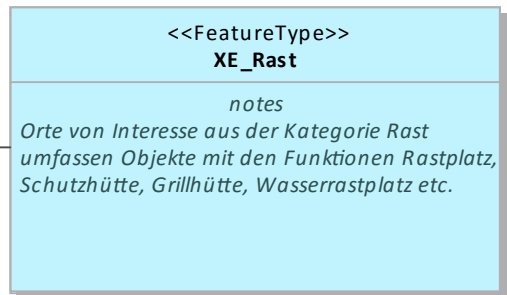 <<FeatureType>>
XE_Rast
notes
Orte von Interesse aus der Kategorie Rast
umfassen Objekte mit den Funktionen Rastplatz,
Schutzhütte, Grillhütte, Wasserrastplatz etc.